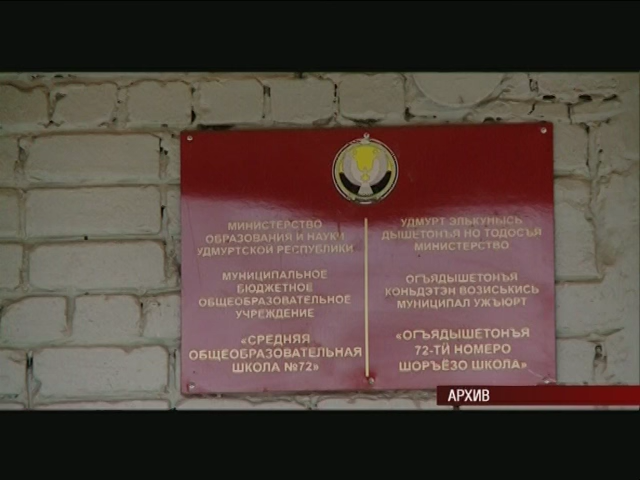 МИНИСТЕРСТВО
ОБРАЗОВАНИЯ И НАУКИ
УДМУРТСКОЙ РЕСПУБЛИКИ
МУНИЦИПАЛЬНОЕ
БЮДЖЕТНОЕ
ОБЩЕОБРАЗОВАТЕЛЬНОЕ
УЧРЕЖДЕНИЕ
«СРЕДНЯЯ
ОБЩЕОБРАЗОВАТЕЛЬНАЯ
ШКОЛА №72»
УДМУРТ ЭЛЬКУНЫСЬ
ДЫШЕТОНЪЯ НО ТОДОСЪЯ
МИНИСТЕРСТВО
ОГЪЯДЫШЕТОНЪЯ
КОНЬДЭТЭН ВОЗИСЬКИСЬ
МУНИЦИПАЛ УЖЪЮРТ
«ОГЪЯДЫШЕТОНЪЯ
72-ТӤ НОМЕРО
ШОРЪЁЗО ШКОЛА»
АРХИВ